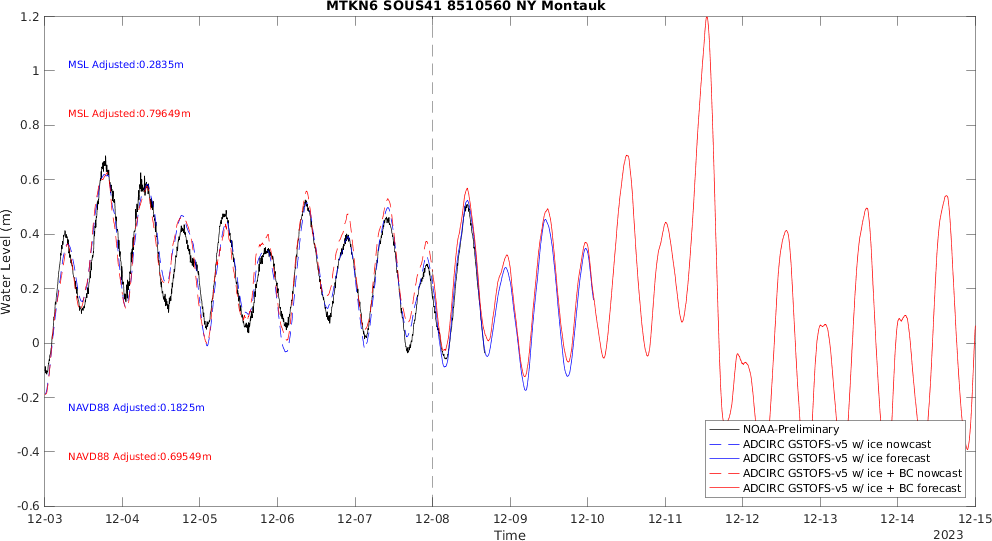 MTKN6 SOUS41 8510560 NY Montauk
1.2
1
0.8
0.6
0.4
0.2
0
-0.2
-0.4
-0.6
Water Level (m)
MSL Adjusted:0.2835m
MSL Adjusted:0.79649m
NAVD88 Adjusted:0.1825m
NAVD88 Adjusted:0.69549m
NOAA-Preliminary
ADCIRC GSTOFS-v5 w/ ice nowcast
ADCIRC GSTOFS-v5 w/ ice forecast
ADCIRC GSTOFS-v5 w/ ice + BC nowcast
ADCIRC GSTOFS-v5 w/ ice + BC forecast
12-03 12-04 12-05 12-06 12-07 12-08 12-09 12-10 12-11 12-12 12-13 12-14 12-15
Time
2023